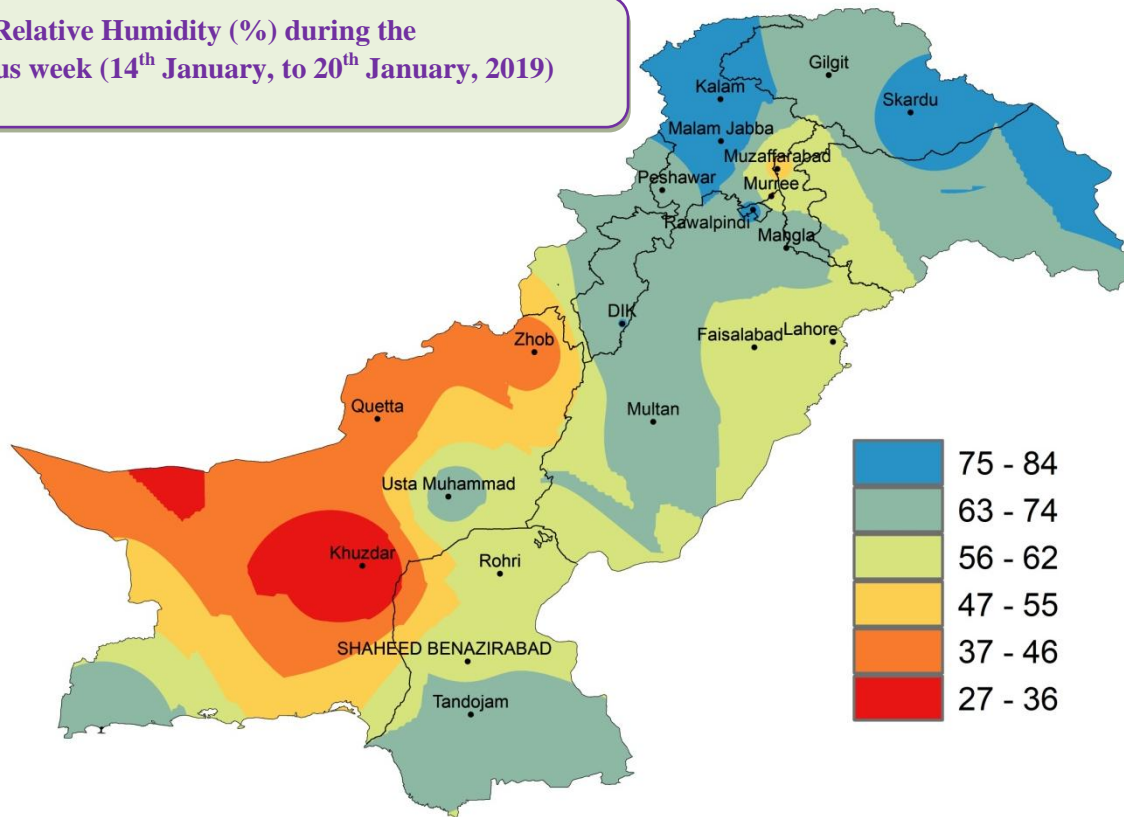 Relative Humidity (%) during the
us week (14th January, to 20th January, 2019)
Gilgit
Kalam
Skardu
Malam Jabba
Muzaffarabad
Peshawar
Murree
Rawalpindi
Mangla
DIK
Zhob
Faisalabad
Lahore
Quetta
Multan
Usta Muhammad
Khuzdar
Rohri
SHAHEED BENAZIRABAD
Tandojam
75 - 84
63 - 74
56 - 62
47 - 55
37 - 46
27 - 36